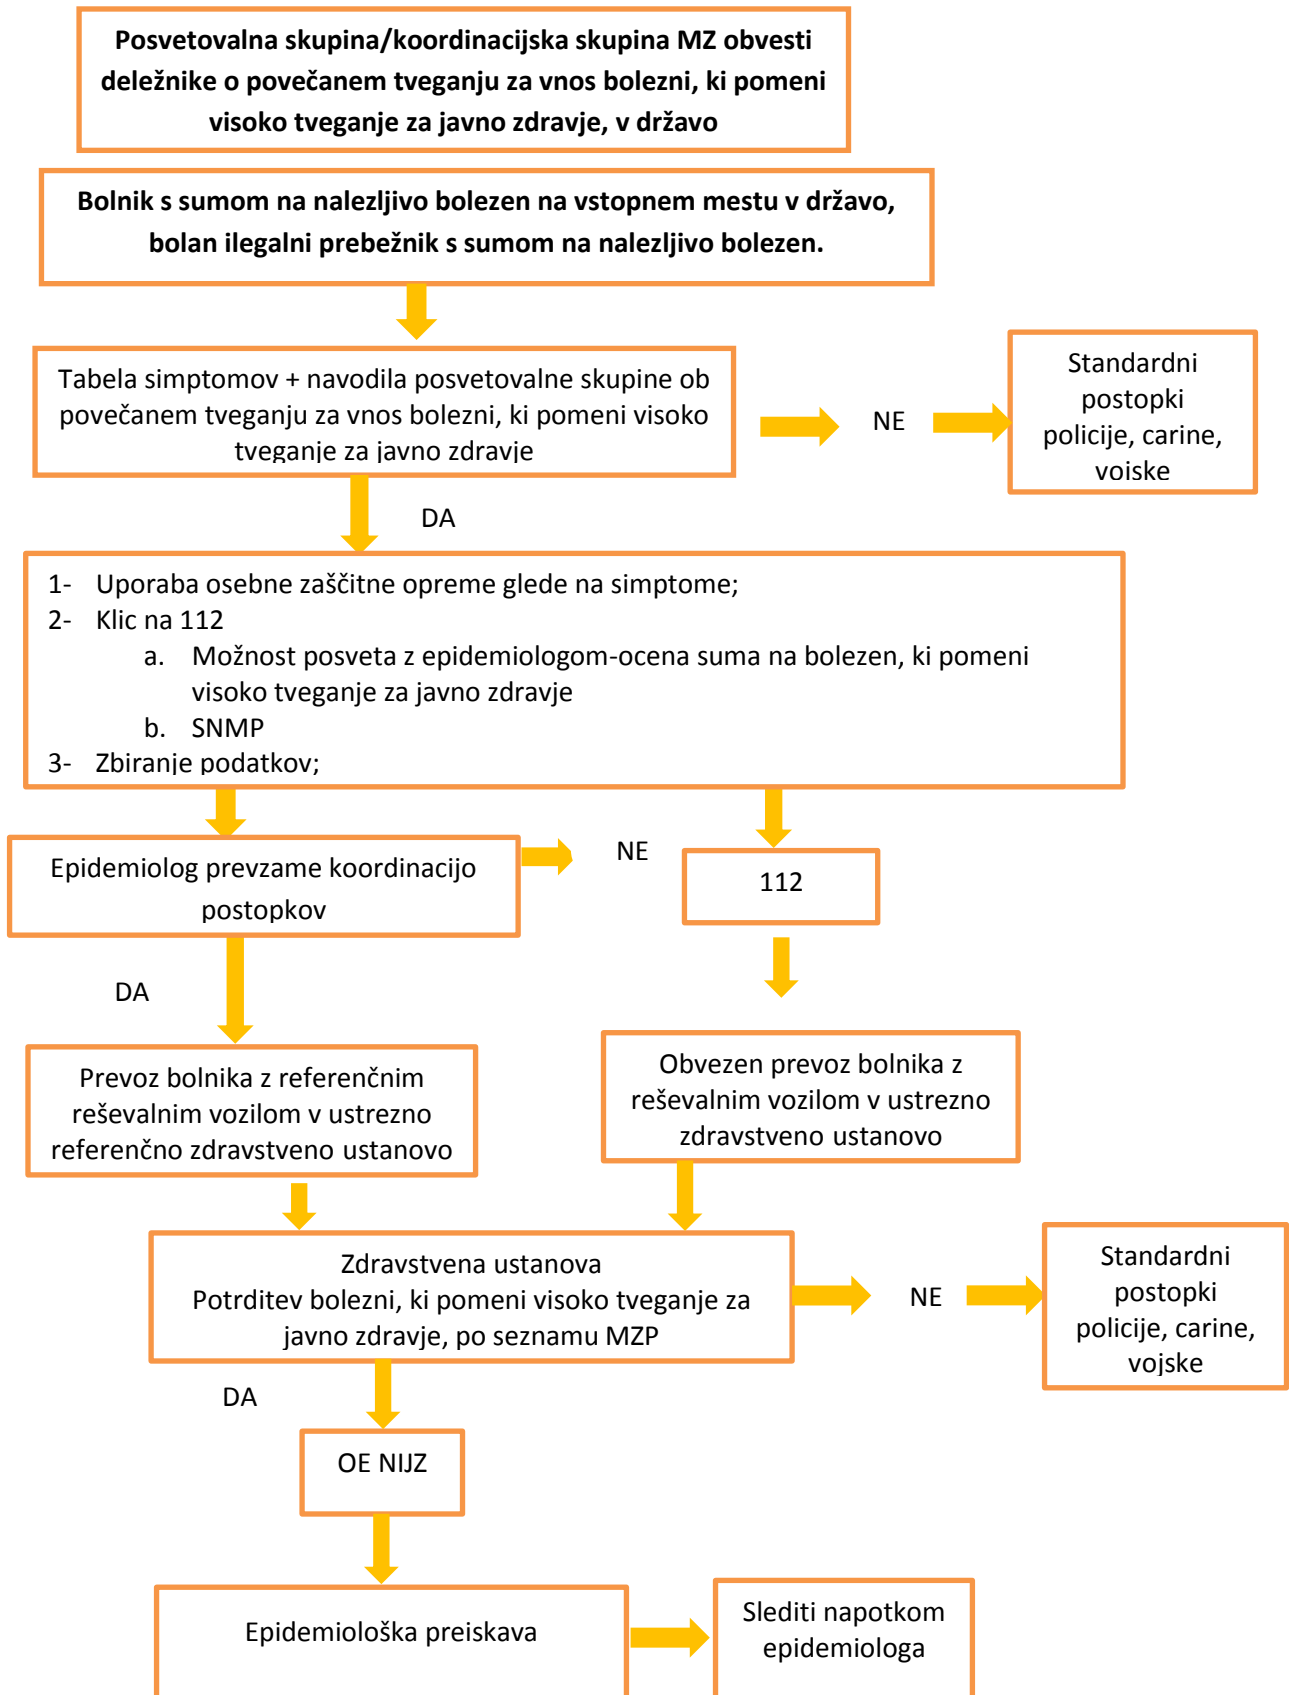 Posvetovalna skupina/koordinacijska skupina MZ obvesti
deležnike o povečanem tveganju za vnos bolezni, ki pomeni
visoko tveganje za javno zdravje, v državo
Bolnik s sumom na nalezljivo bolezen na vstopnem mestu v državo,
bolan ilegalni prebežnik s sumom na nalezljivo bolezen.
Tabela simptomov + navodila posvetovalne skupine ob
povečanem tveganju za vnos bolezni, ki pomeni visoko
tveganje za javno zdravje
NE
Standardni
postopki
policije, carine,
vojske
DA
1- Uporaba osebne zaščitne opreme glede na simptome;
2- Klic na 112
a. Možnost posveta z epidemiologom-ocena suma na bolezen, ki pomeni
visoko tveganje za javno zdravje
b. SNMP
3- Zbiranje podatkov;
Epidemiolog prevzame koordinacijo
postopkov
NE
112
DA
Prevoz bolnika z referenčnim
reševalnim vozilom v ustrezno
referenčno zdravstveno ustanovo
Obvezen prevoz bolnika z
reševalnim vozilom v ustrezno
zdravstveno ustanovo
Zdravstvena ustanova
Potrditev bolezni, ki pomeni visoko tveganje za
javno zdravje, po seznamu MZP
NE
Standardni
postopki
policije, carine,
vojske
DA
OE NIJZ
Epidemiološka preiskava
Slediti napotkom
epidemiologa